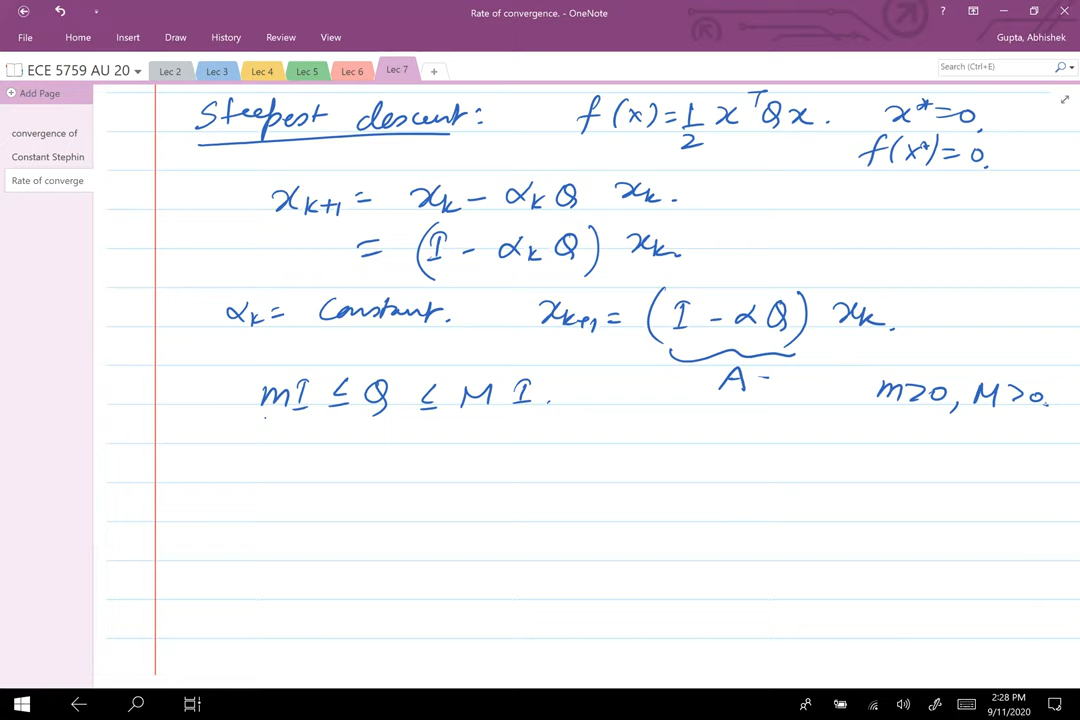 Rate of convergence. - OneNote
File Home Insert Draw History Review View Gupta, Abhishek
ECE 5759 AU 20 Lec 2 Lec 3 Lec 4 Lec 5 Lec 6 Lec 7 + Search (Ctrl+E)
Add Page
convergence of
Constant Stephin
Rate of converge
Steepest descent: f(x) = 1/2 x^T Q x. x* = 0.
f(x*) = 0.
x_{k+1} = x_k - α_k Q x_k.
= (I - α_k Q) x_k.
α_k = Constant. x_{k+1} = (I - αQ) x_k.
A =
mI ≤ Q ≤ M I. m>0, M>0.
2:28 PM
9/11/2020